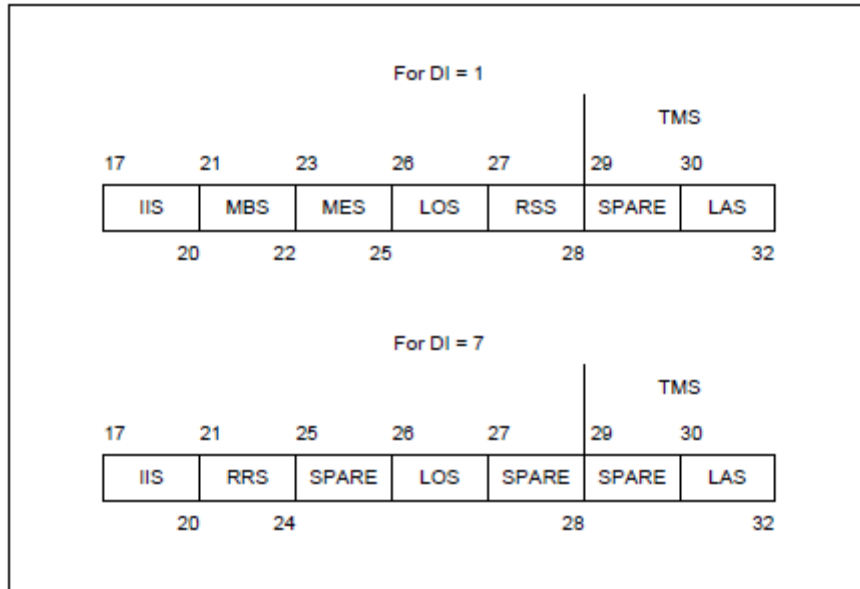 For DI = 1
TMS
17 21 23 26 27 29 30
IIS MBS MES LOS RSS SPARE LAS
20 22 25 28 32
For DI = 7
TMS
17 21 25 26 27 29 30
IIS RRS SPARE LOS SPARE SPARE LAS
20 24 28 32